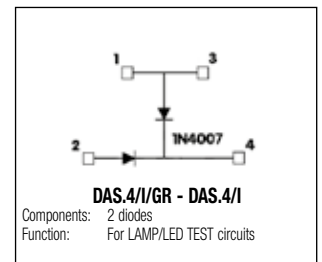 1 3
1N4007
2 4
DAS.4/I/GR - DAS.4/I
Components: 2 diodes
Function: For LAMP/LED TEST circuits